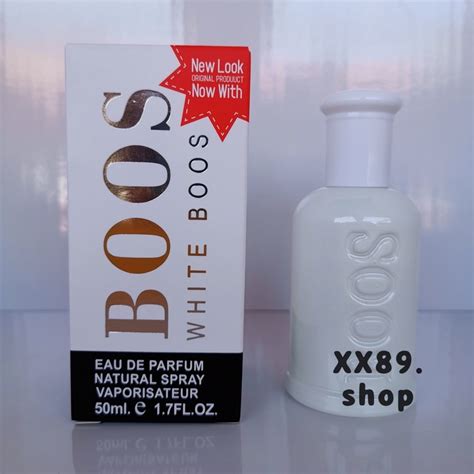 New Look
ORIGINAL PRODUUCT
Now With
BOOS
WHITE BOOS
EAU DE PARFUM
NATURAL SPRAY
VAPORISATEUR
50ml. e 1.7FL.OZ.
BOOS
XX89.
shop